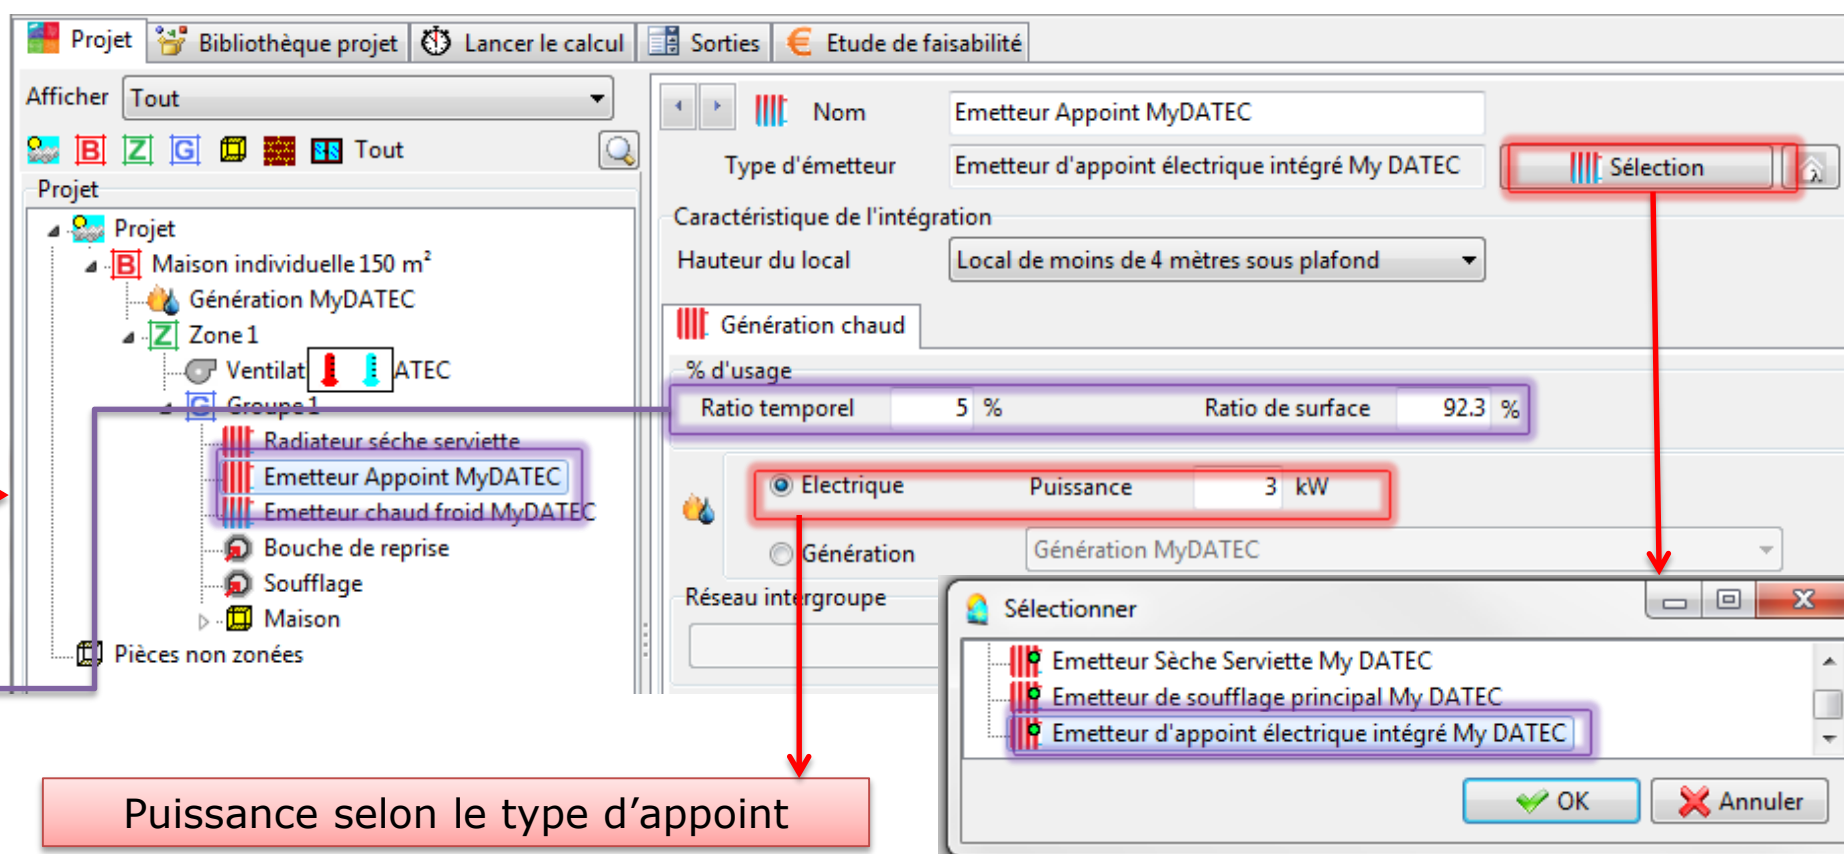 Projet Bibliothèque projet Lancer le calcul Sorties Etude de faisabilité
Afficher Tout
B Z G Tout
Projet
Projet
B Maison individuelle 150 m²
Génération MyDATEC
Z Zone 1
Ventilat ATEC
G Groupe 1
Radiateur séche serviette
Emetteur Appoint MyDATEC
Emetteur chaud froid MyDATEC
Bouche de reprise
Soufflage
Maison
Pièces non zonées
Nom Emetteur Appoint MyDATEC
Type d'émetteur Emetteur d'appoint électrique intégré My DATEC Sélection
Caractéristique de l'intégration
Hauteur du local Local de moins de 4 mètres sous plafond
Génération chaud
% d'usage
Ratio temporel 5 % Ratio de surface 92.3 %
Electrique Puissance 3 kW
Génération Génération MyDATEC
Réseau intergroupe
Sélectionner
Emetteur Sèche Serviette My DATEC
Emetteur de soufflage principal My DATEC
Emetteur d'appoint électrique intégré My DATEC
OK Annuler
Puissance selon le type d’appoint